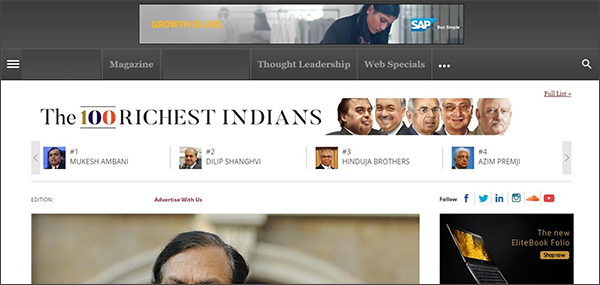 GROWTH IS LIVE
SAP Run Simple
Magazine Thought Leadership Web Specials
Full List »
The 100 RICHEST INDIANS
#1 #2 #3 #4
MUKESH AMBANI DILIP SHANGHVI HINDUJA BROTHERS AZIM PREMJI
EDITION: Advertise With Us Follow
The new
EliteBook Folio
Shop now